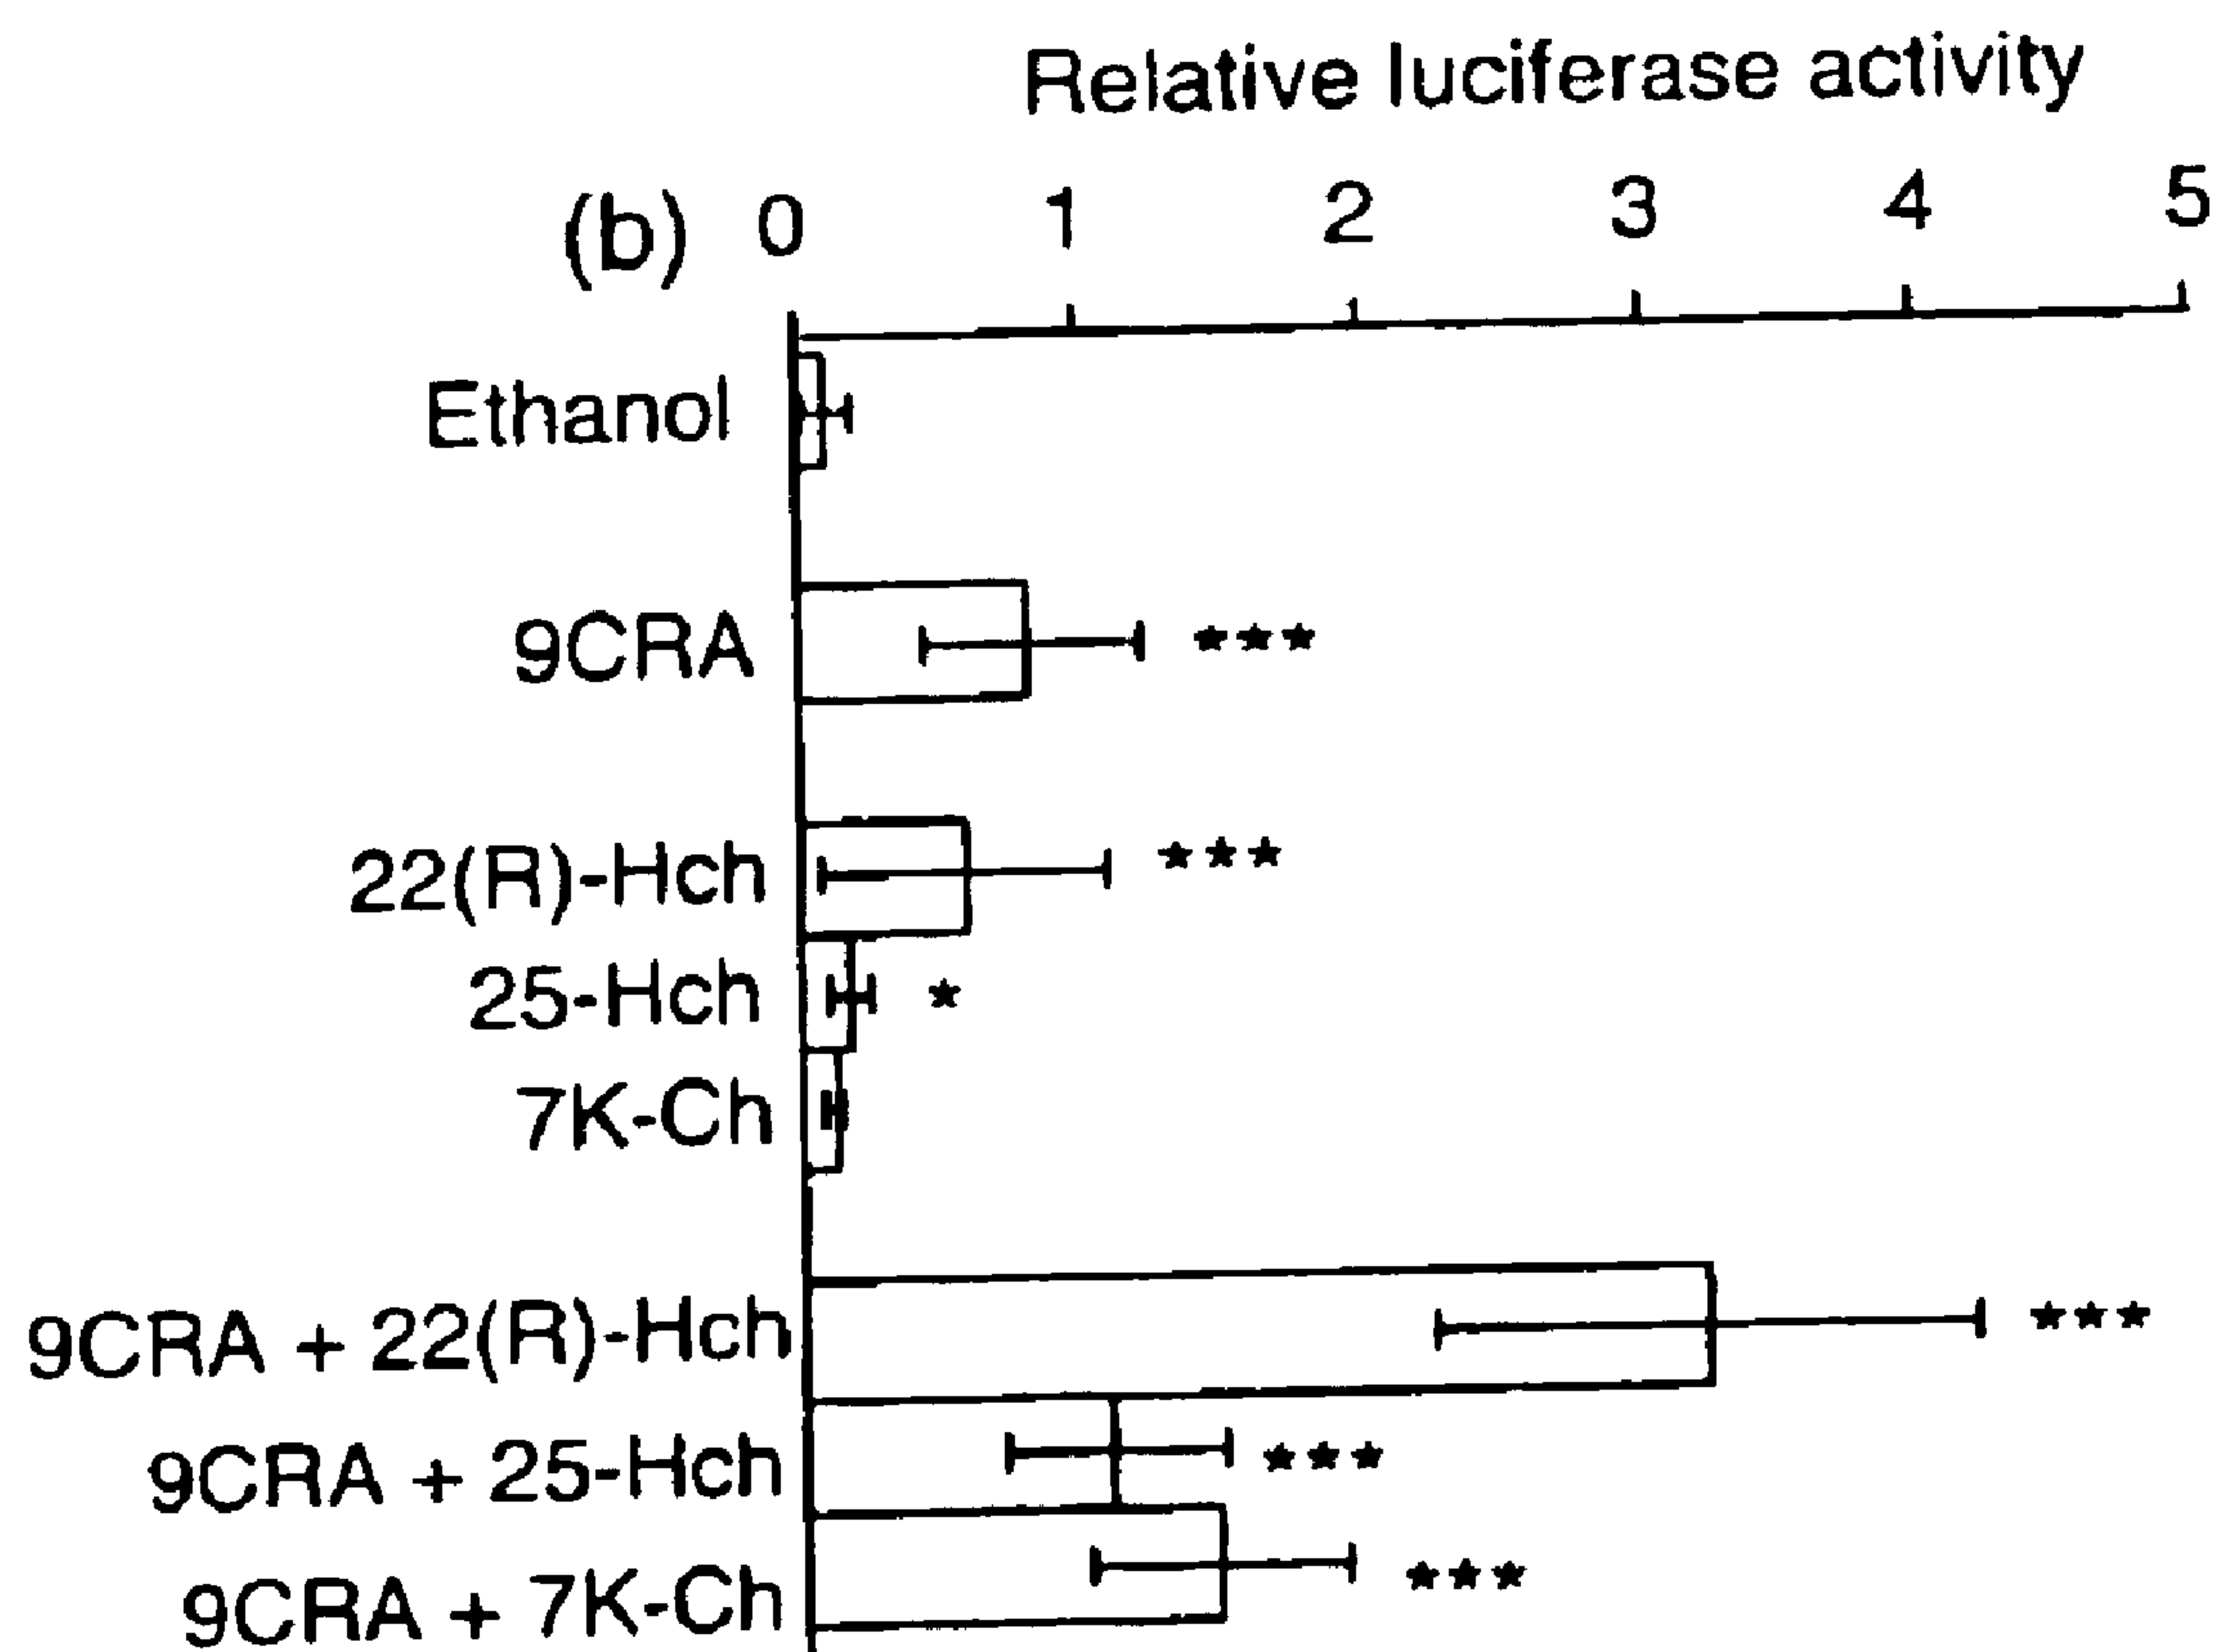 Relative luciferase activity
(b) 0 1 2 3 4 5
Ethanol
9CRA ★★★
22(R)-Hch ★★★
25-Hch ★
7K-Ch
9CRA + 22(R)-Hch ★★★
9CRA + 25-Hch ★★★
9CRA + 7K-Ch ★★★